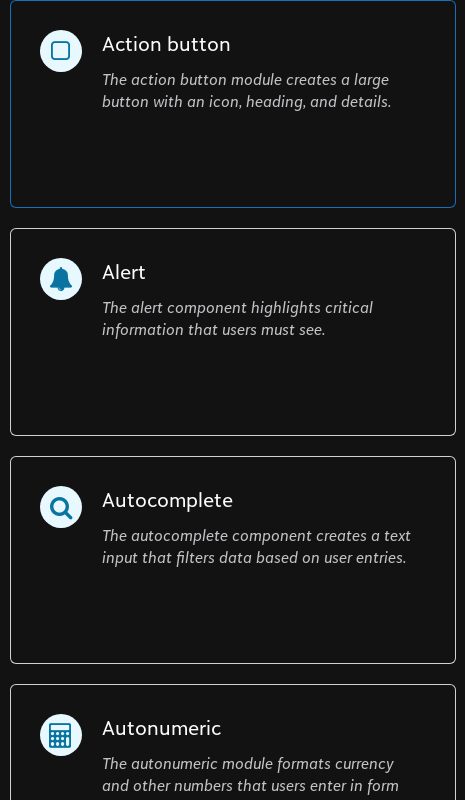 Action button
The action button module creates a large
button with an icon, heading, and details.
Alert
The alert component highlights critical
information that users must see.
Autocomplete
The autocomplete component creates a text
input that filters data based on user entries.
Autonumeric
The autonumeric module formats currency
and other numbers that users enter in form